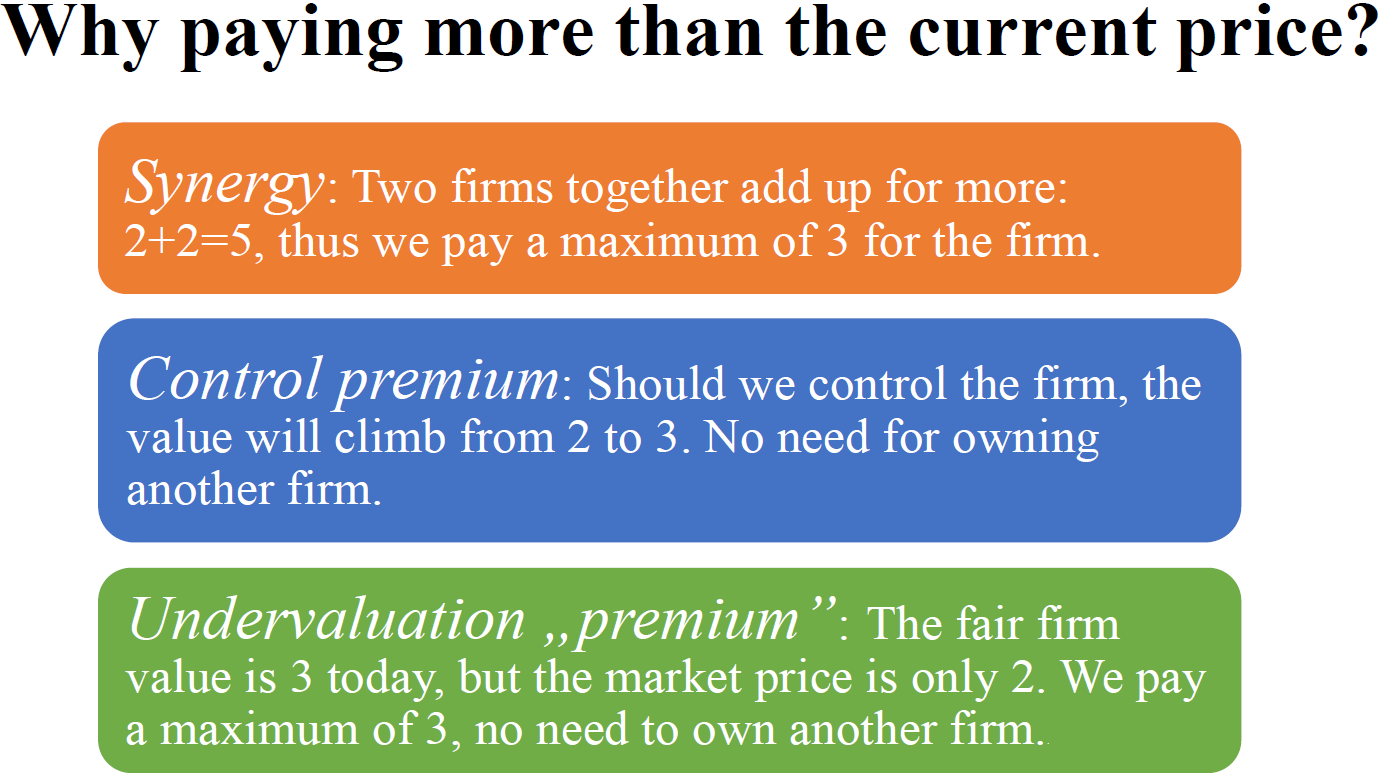 Why paying more than the current price?
Synergy: Two firms together add up for more:
2+2=5, thus we pay a maximum of 3 for the firm.
Control premium: Should we control the firm, the
value will climb from 2 to 3. No need for owning
another firm.
Undervaluation „premium”: The fair firm
value is 3 today, but the market price is only 2. We pay
a maximum of 3, no need to own another firm.